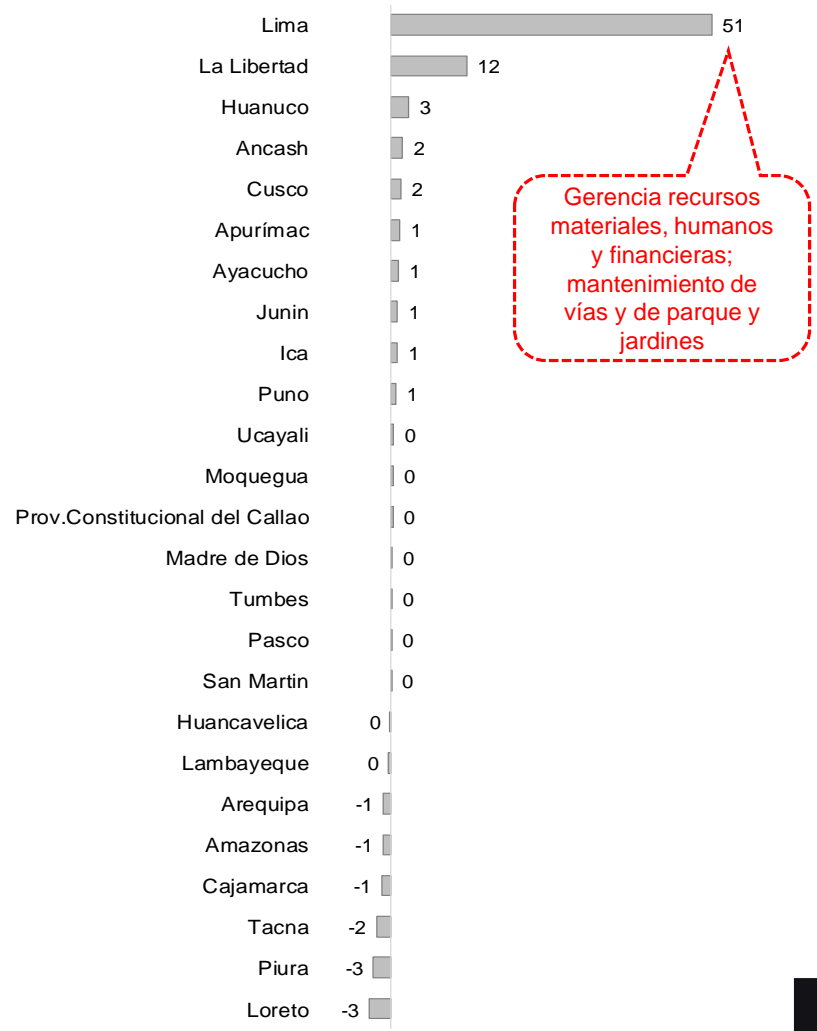 Lima 51
La Libertad 12
Huanuco 3
Ancash 2
Cusco 2
Apurímac 1
Ayacucho 1
Junin 1
Ica 1
Puno 1
Ucayali 0
Moquegua 0
Prov.Constitucional del Callao 0
Madre de Dios 0
Tumbes 0
Pasco 0
San Martin 0
Huancavelica 0
Lambayeque 0
Arequipa -1
Amazonas -1
Cajamarca -1
Tacna -2
Piura -3
Loreto -3
Gerencia recursos
materiales, humanos
y financieras;
mantenimiento de
vías y de parque y
jardines